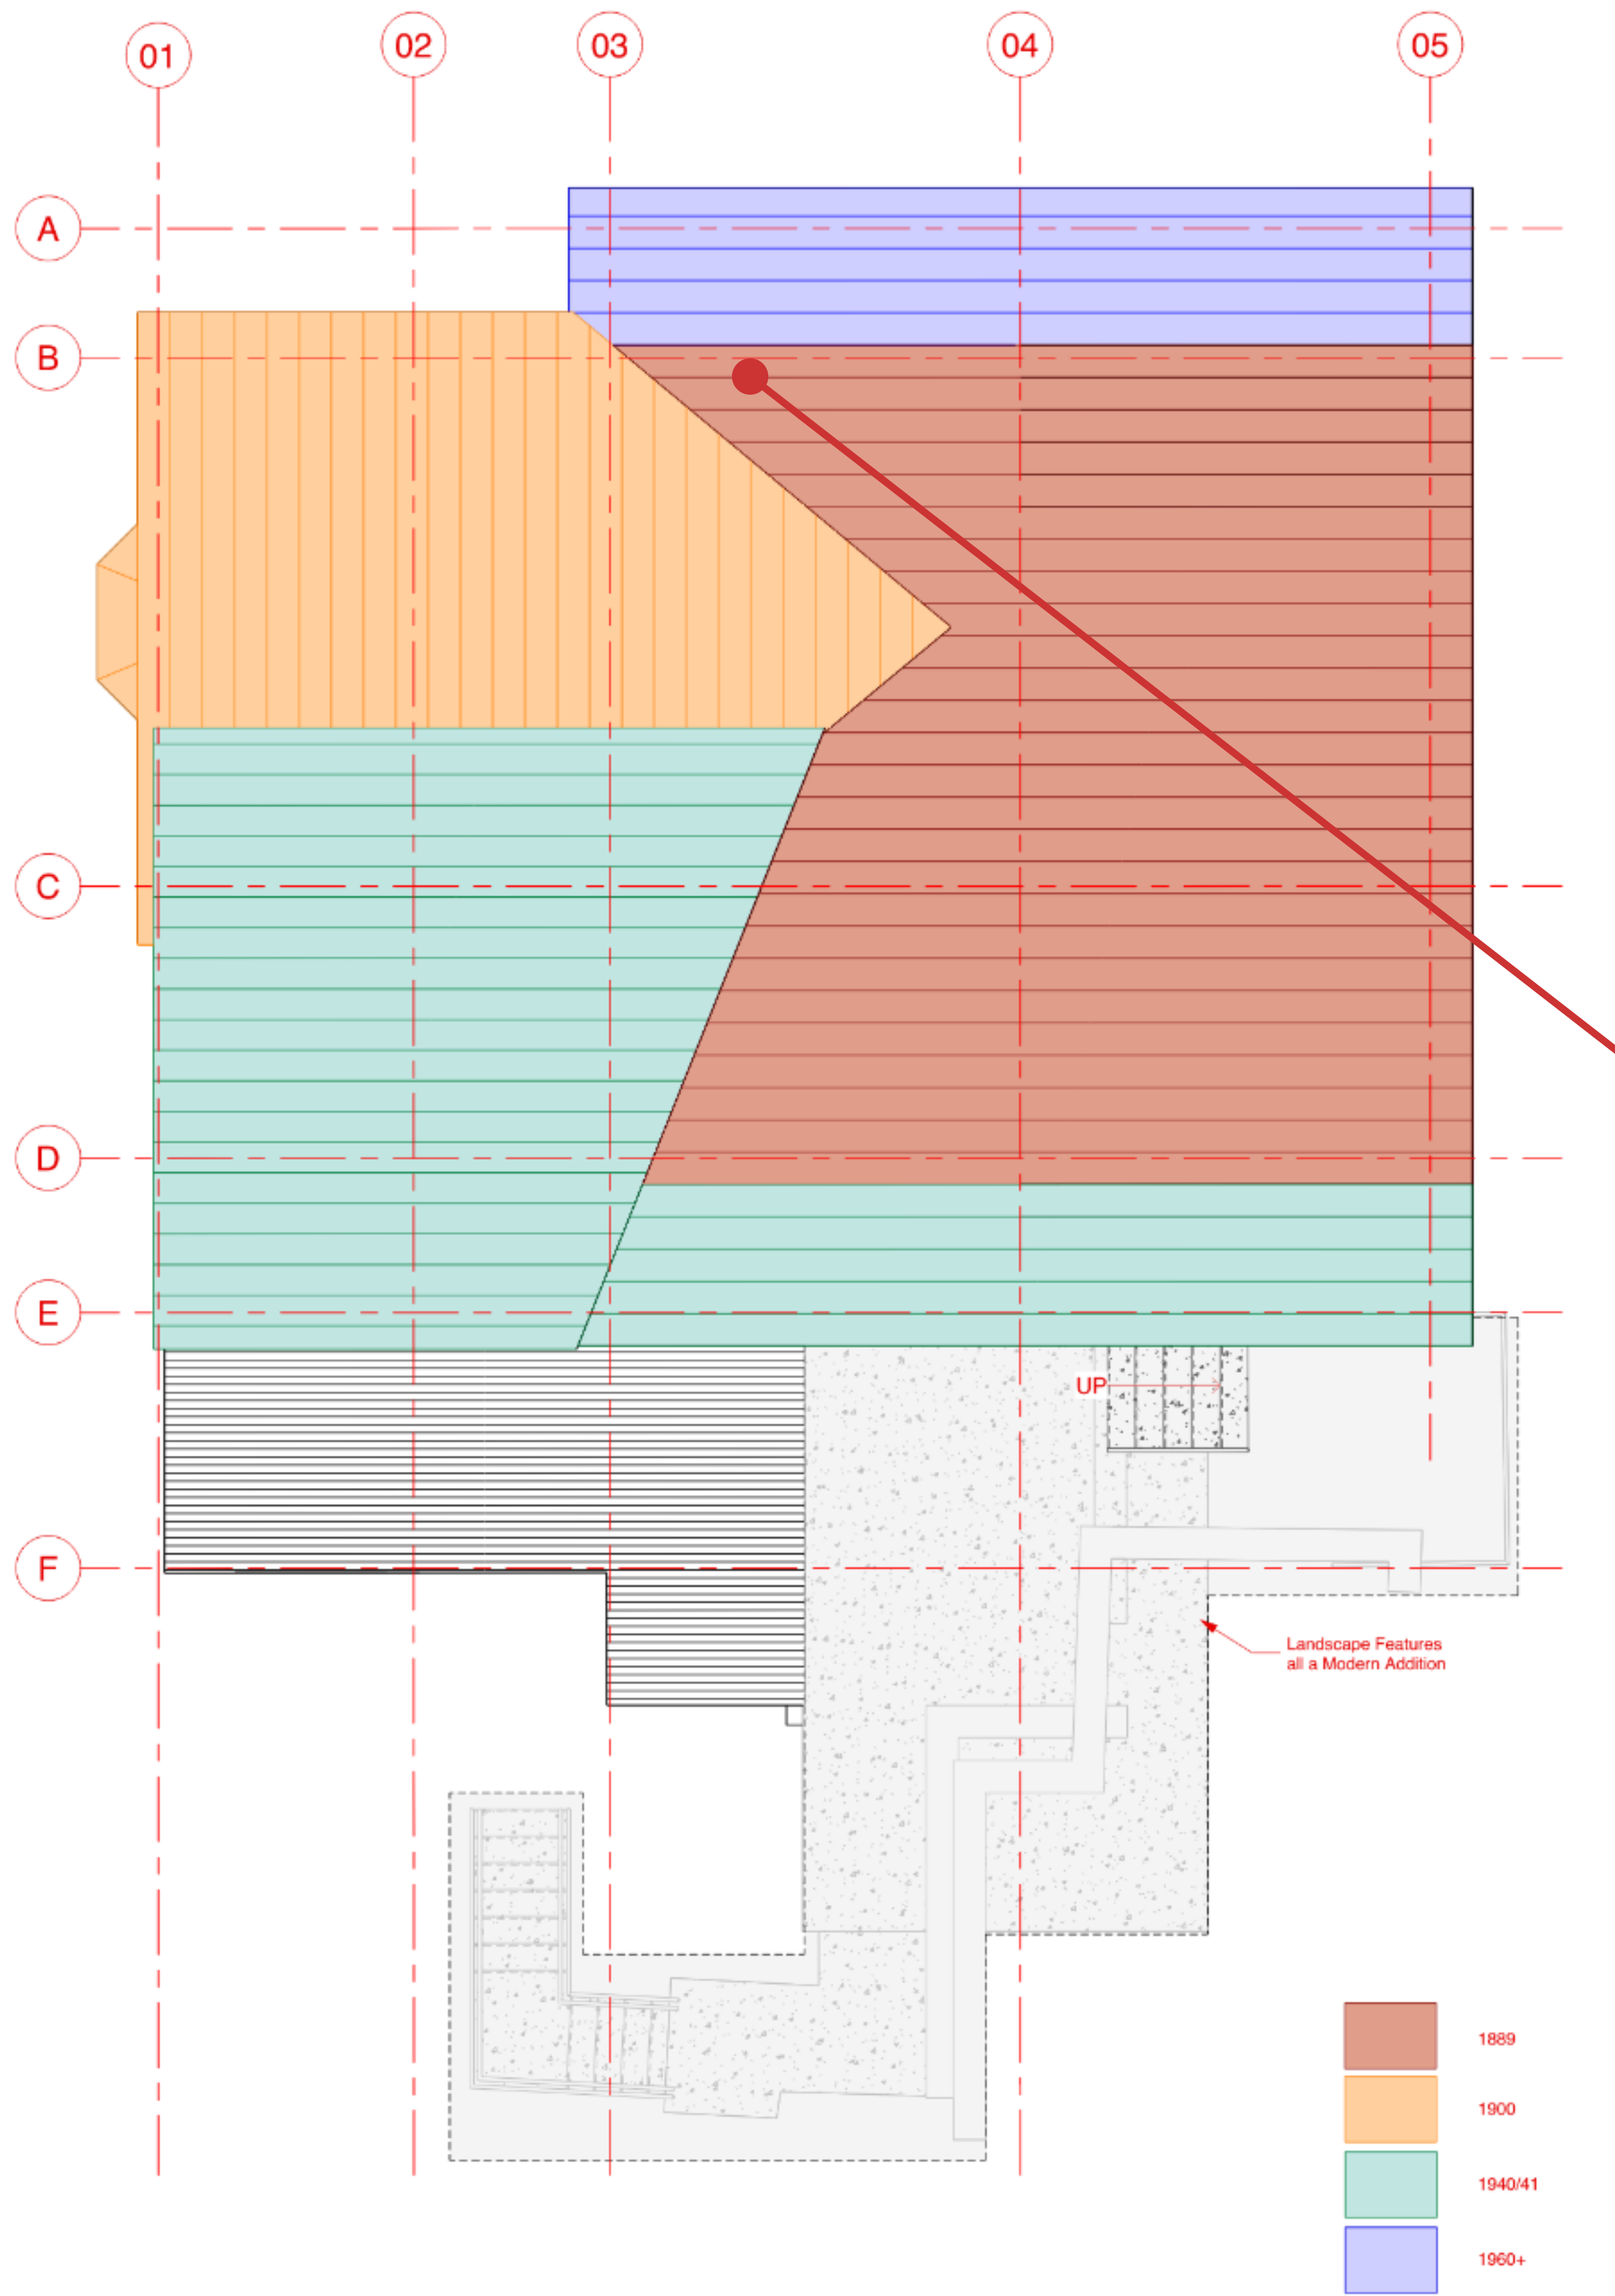 01
02
03
04
05
A
B
C
D
E
UP
F
Landscape Features
all a Modern Addition
1889
1900
1940/41
1960+